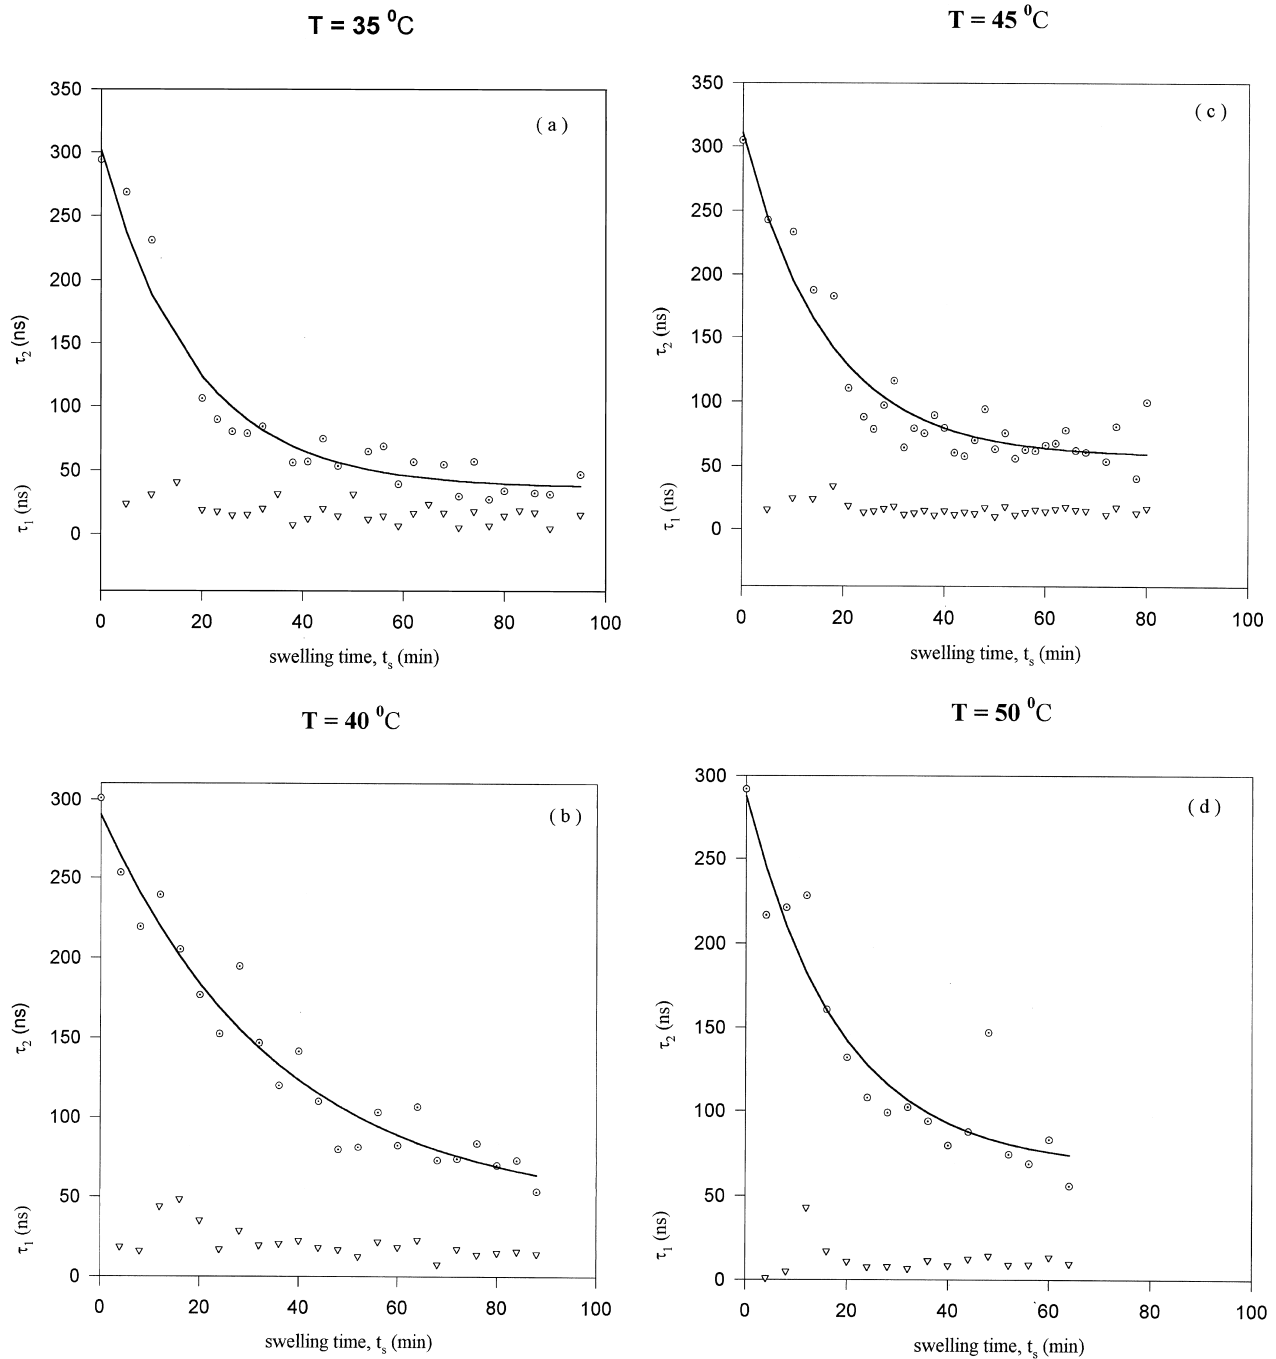 T = 35 ⁰C
350
300
250
200
150
100
50
0
τ₂ (ns)
τ₁ (ns)
( a )
0 20 40 60 80 100
swelling time, tₛ (min)
T = 45 ⁰C
350
300
250
200
150
100
50
0
τ₂ (ns)
τ₁ (ns)
( c )
0 20 40 60 80 100
swelling time, tₛ (min)
T = 40 ⁰C
300
250
200
150
100
50
0
τ₂ (ns)
τ₁ (ns)
( b )
0 20 40 60 80 100
swelling time, tₛ (min)
T = 50 ⁰C
300
250
200
150
100
50
0
τ₂ (ns)
τ₁ (ns)
( d )
0 20 40 60 80 100
swelling time, tₛ (min)